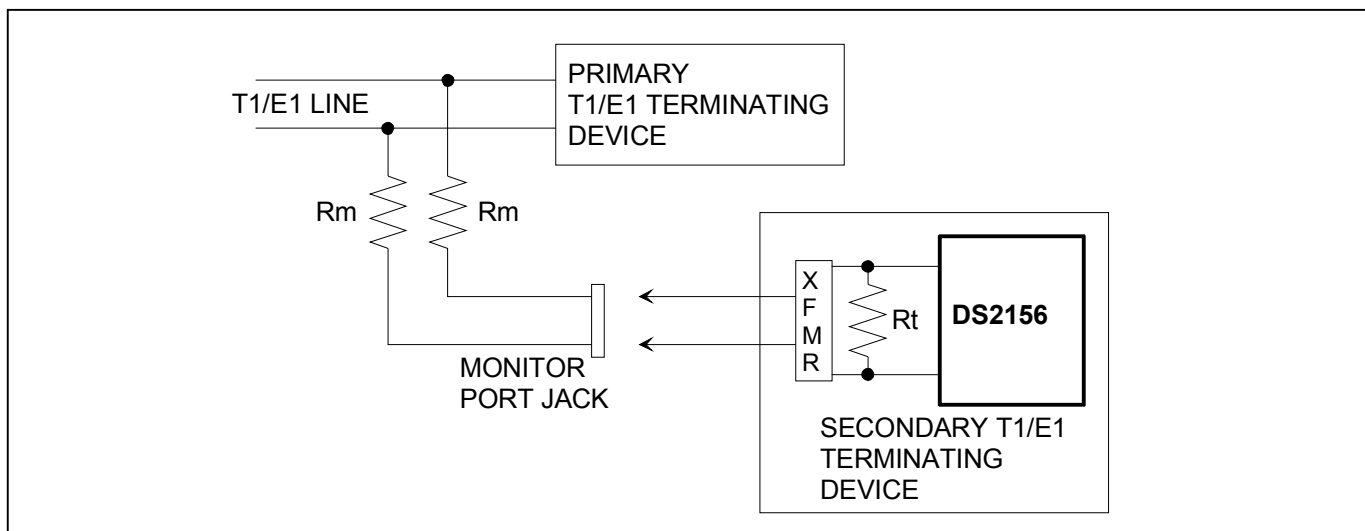 PRIMARY
T1/E1 TERMINATING
DEVICE
T1/E1 LINE
Rm
Rm
X
F
M
R
Rt
DS2156
MONITOR
PORT JACK
SECONDARY T1/E1
TERMINATING
DEVICE